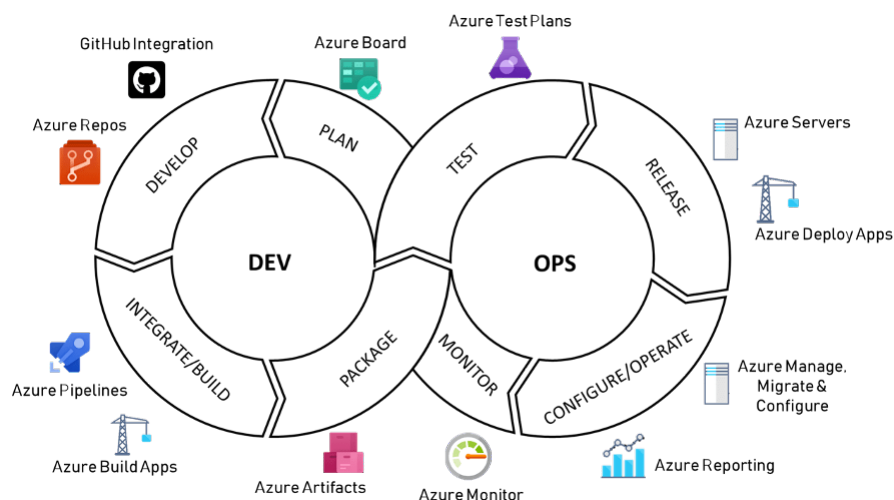 Azure Test Plans
GitHub Integration
Azure Board
Azure Repos
Azure Servers
DEVELOP
PLAN
TEST
RELEASE
Azure Deploy Apps
DEV
OPS
INTEGRATE/BUILD
PACKAGE
MONITOR
CONFIGURE/OPERATE
Azure Pipelines
Azure Manage,
Migrate &
Configure
Azure Build Apps
Azure Artifacts
Azure Monitor
Azure Reporting